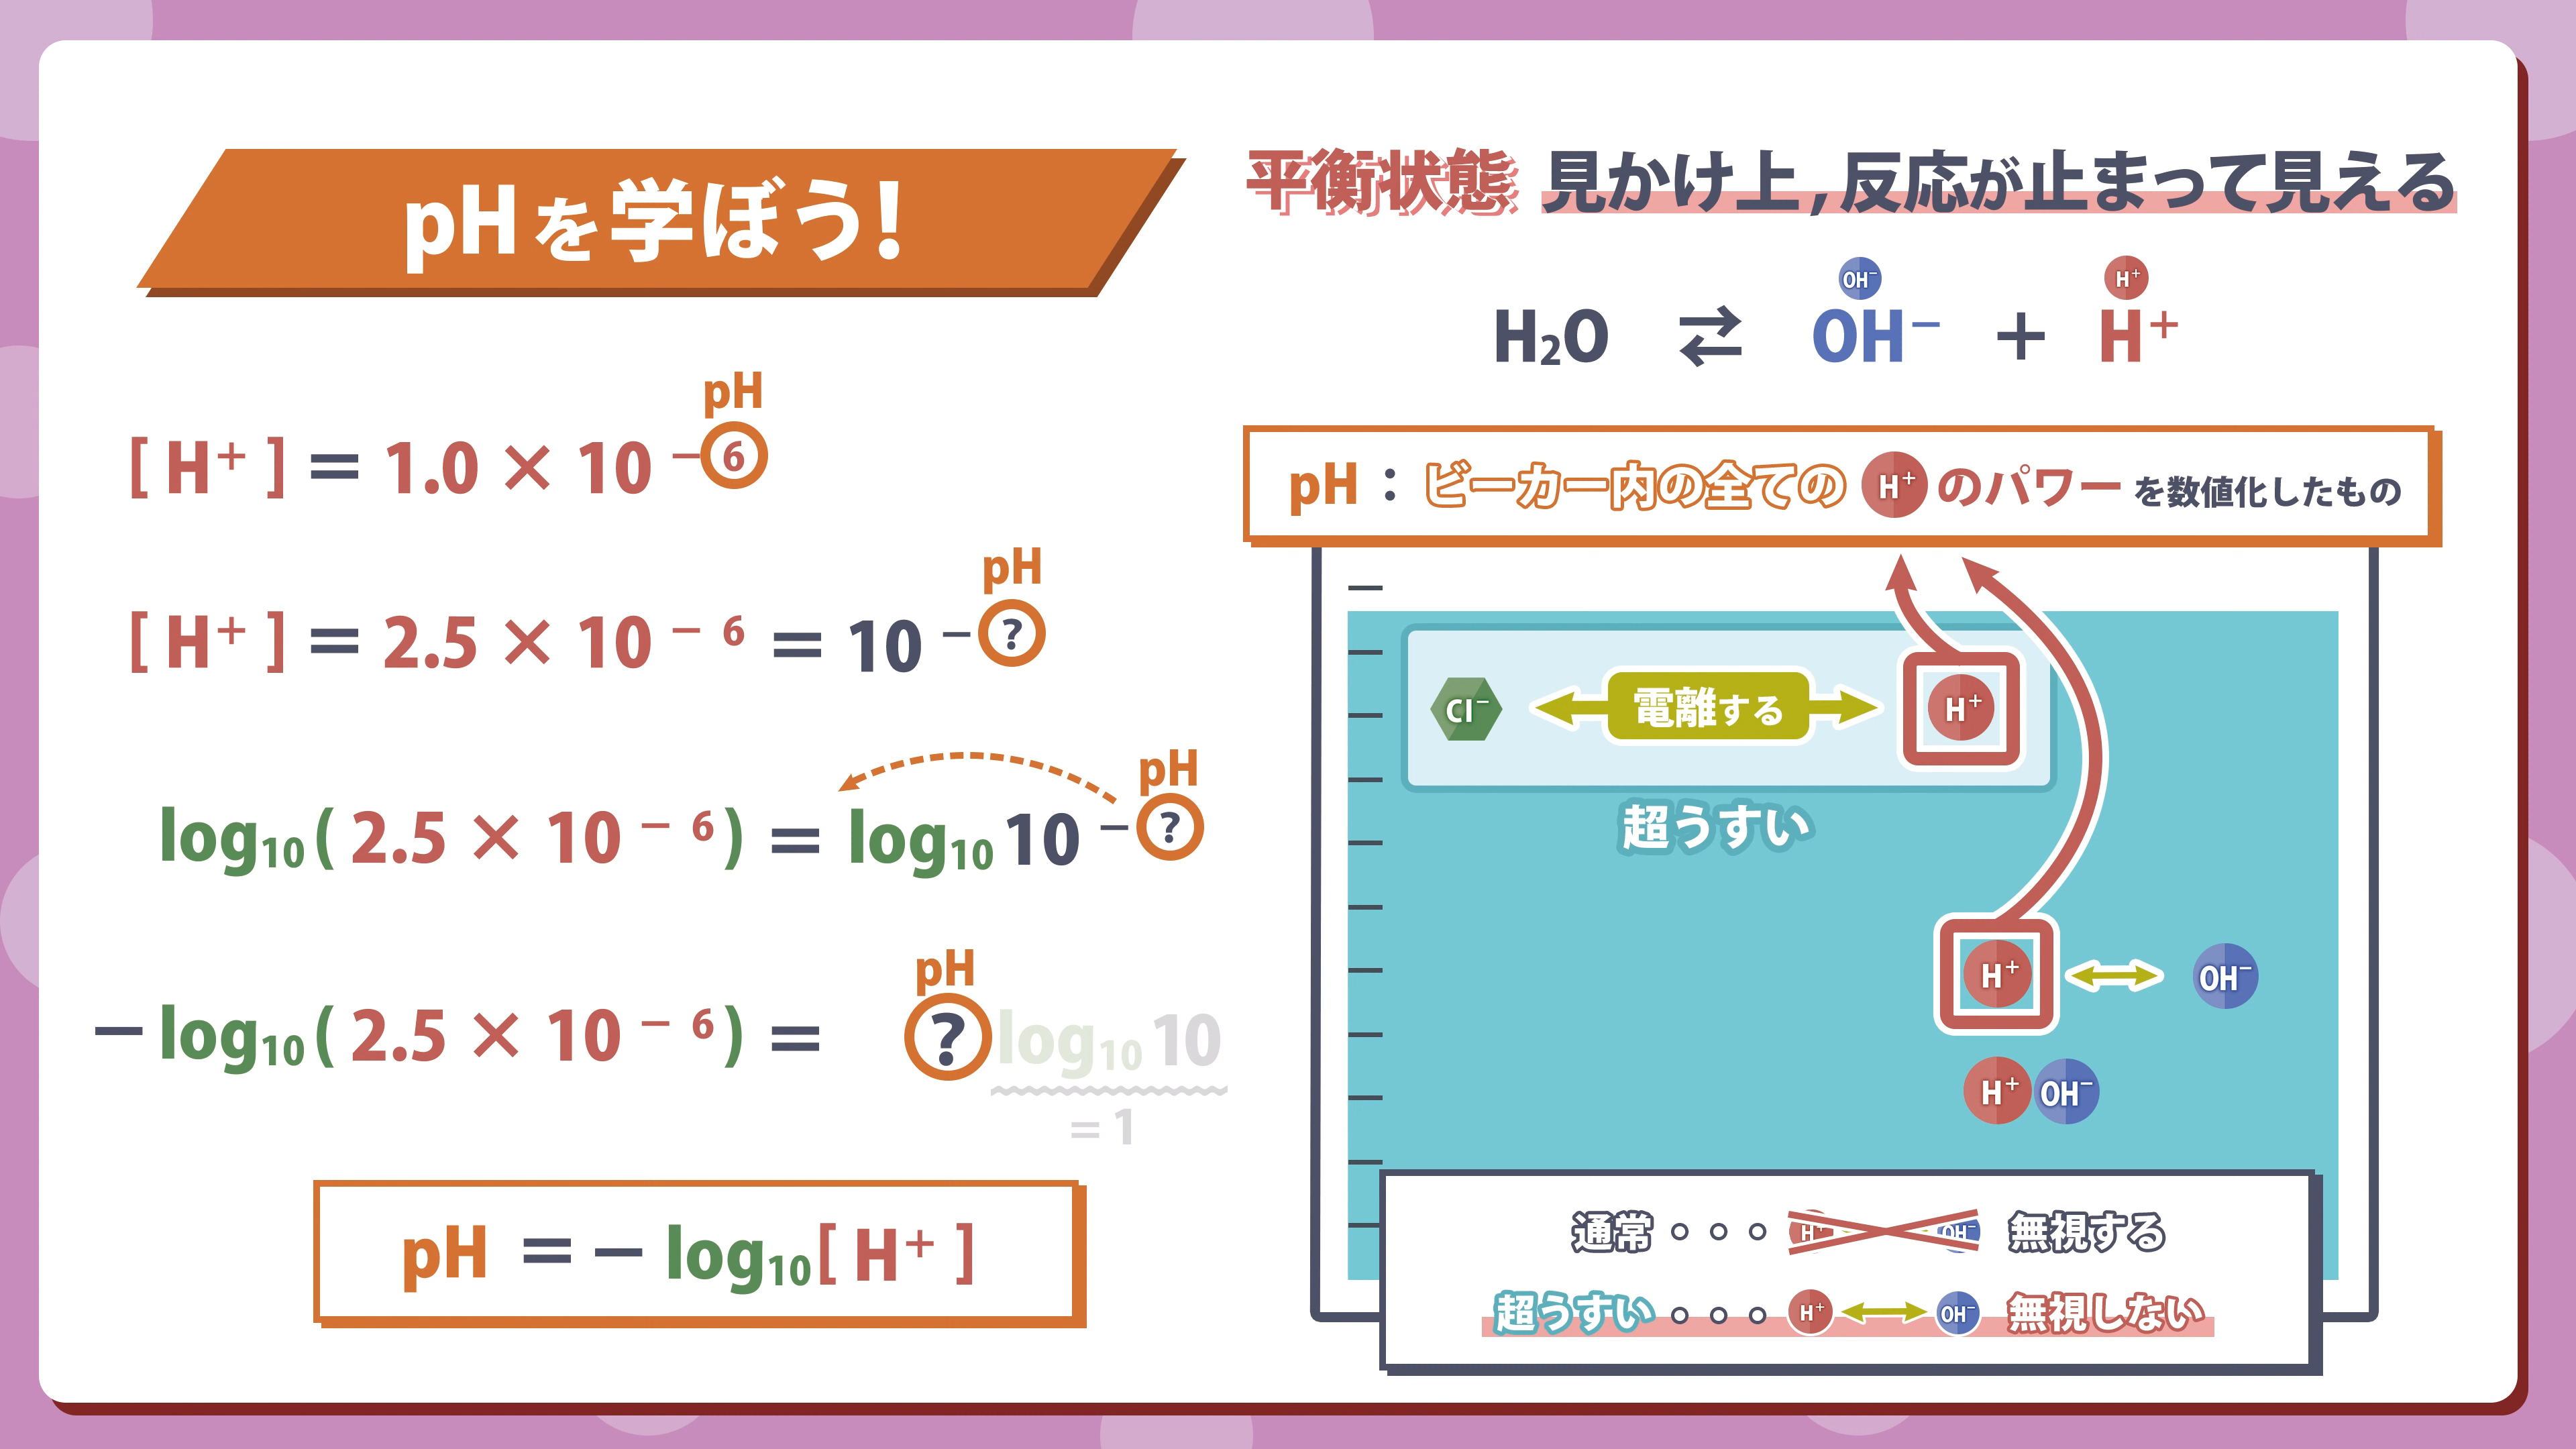 pHを学ぼう!
pH
[ H⁺ ] = 1.0 × 10 ⁻ ⁶
pH
[ H⁺ ] = 2.5 × 10 ⁻ ⁶ = 10 ⁻ ?
pH
log₁₀ ( 2.5 × 10 ⁻ ⁶ ) = log₁₀ 10 ⁻ ?
pH
− log₁₀ ( 2.5 × 10 ⁻ ⁶ ) = ? log₁₀ 10
= 1
pH = − log₁₀ [ H⁺ ]
平衡状態 見かけ上,反応が止まって見える
OH⁻ H⁺
H₂O ⇄ OH⁻ + H⁺
pH : ビーカー内の全ての H⁺ のパワーを数値化したもの
Cl⁻ 電離する H⁺
超うすい
H⁺ OH⁻
H⁺ OH⁻
通常 ∘ ∘ ∘ H⁺ OH⁻ 無視する
超うすい ∘ ∘ ∘ H⁺ OH⁻ 無視しない